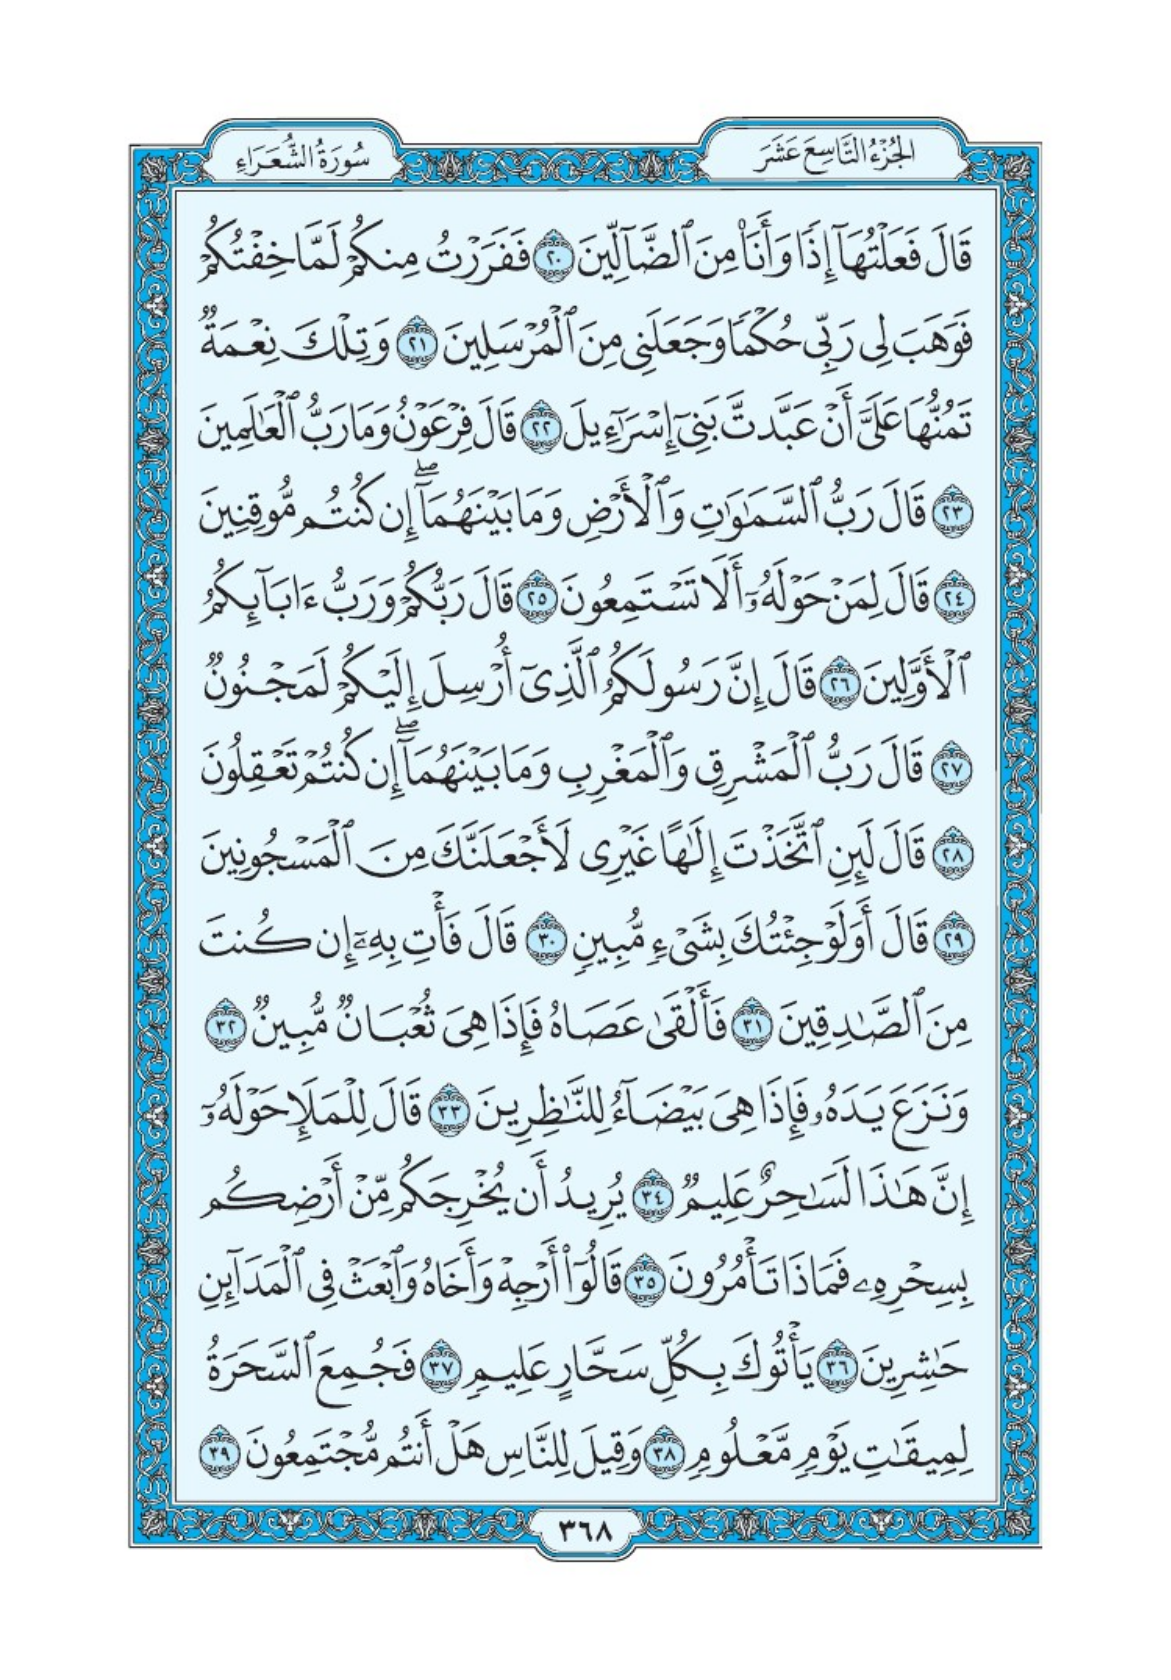 الجُزْءُ التَّاسِعَ عَشَرَ
سُورَةُ الشُّعَرَاءِ
قَالَ فَعَلْتُهَآ إِذٗا وَأَنَا۠ مِنَ ٱلضَّآلِّينَ ٢٠ فَفَرَرۡتُ مِنكُمۡ لَمَّا خِفۡتُكُمۡ
فَوَهَبَ لِي رَبِّي حُكۡمٗا وَجَعَلَنِي مِنَ ٱلۡمُرۡسَلِينَ ٢١ وَتِلۡكَ نِعۡمَةٞ
تَمُنُّهَا عَلَيَّ أَنۡ عَبَّدتَّ بَنِيٓ إِسۡرَٰٓءِيلَ ٢٢ قَالَ فِرۡعَوۡنُ وَمَا رَبُّ ٱلۡعَٰلَمِينَ
٢٣ قَالَ رَبُّ ٱلسَّمَٰوَٰتِ وَٱلۡأَرۡضِ وَمَا بَيۡنَهُمَآۖ إِن كُنتُم مُّوقِنِينَ
٢٤ قَالَ لِمَنۡ حَوۡلَهُۥٓ أَلَا تَسۡتَمِعُونَ ٢٥ قَالَ رَبُّكُمۡ وَرَبُّ ءَابَآئِكُمُ
ٱلۡأَوَّلِينَ ٢٦ قَالَ إِنَّ رَسُولَكُمُ ٱلَّذِيٓ أُرۡسِلَ إِلَيۡكُمۡ لَمَجۡنُونٞ
٢٧ قَالَ رَبُّ ٱلۡمَشۡرِقِ وَٱلۡمَغۡرِبِ وَمَا بَيۡنَهُمَآۖ إِن كُنتُمۡ تَعۡقِلُونَ
٢٨ قَالَ لَئِنِ ٱتَّخَذۡتَ إِلَٰهًا غَيۡرِي لَأَجۡعَلَنَّكَ مِنَ ٱلۡمَسۡجُونِينَ
٢٩ قَالَ أَوَلَوۡ جِئۡتُكَ بِشَيۡءٖ مُّبِينٖ ٣٠ قَالَ فَأۡتِ بِهِۦٓ إِن كُنتَ
مِنَ ٱلصَّٰدِقِينَ ٣١ فَأَلۡقَىٰ عَصَاهُ فَإِذَا هِيَ ثُعۡبَانٞ مُّبِينٞ ٣٢
وَنَزَعَ يَدَهُۥ فَإِذَا هِيَ بَيۡضَآءُ لِلنَّٰظِرِينَ ٣٣ قَالَ لِلۡمَلَإِ حَوۡلَهُۥٓ
إِنَّ هَٰذَا لَسَٰحِرٌ عَلِيمٞ ٣٤ يُرِيدُ أَن يُخۡرِجَكُم مِّنۡ أَرۡضِكُم
بِسِحۡرِهِۦ فَمَاذَا تَأۡمُرُونَ ٣٥ قَالُوٓاْ أَرۡجِهۡ وَأَخَاهُ وَٱبۡعَثۡ فِي ٱلۡمَدَآئِنِ
حَٰشِرِينَ ٣٦ يَأۡتُوكَ بِكُلِّ سَحَّارٍ عَلِيمٖ ٣٧ فَجُمِعَ ٱلسَّحَرَةُ
لِمِيقَٰتِ يَوۡمٖ مَّعۡلُومٖ ٣٨ وَقِيلَ لِلنَّاسِ هَلۡ أَنتُم مُّجۡتَمِعُونَ ٣٩
٣٦٨